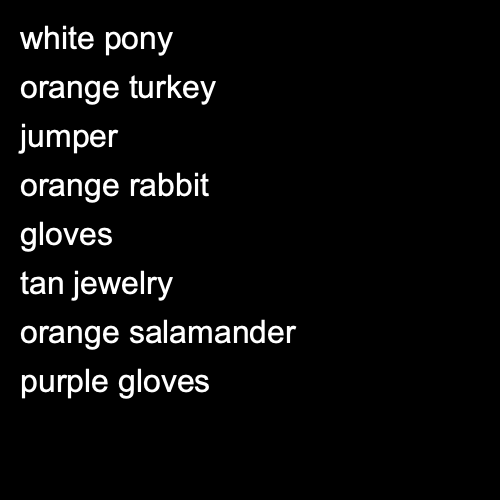 white pony
orange turkey
jumper
orange rabbit
gloves
tan jewelry
orange salamander
purple gloves